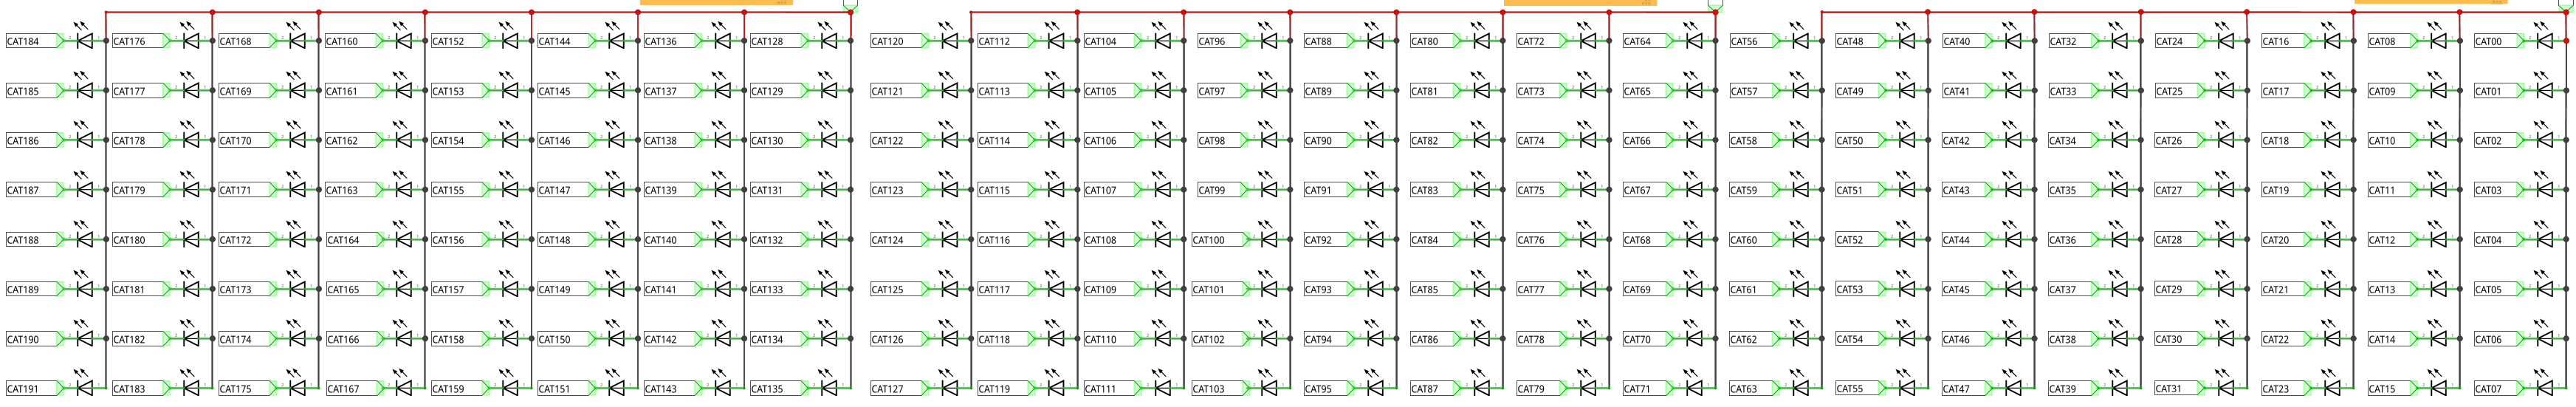 CAT184 CAT176 CAT168 CAT160 CAT152 CAT144 CAT136 CAT128 CAT120 CAT112 CAT104 CAT96 CAT88 CAT80 CAT72 CAT64 CAT56 CAT48 CAT40 CAT32 CAT24 CAT16 CAT08 CAT00
CAT185 CAT177 CAT169 CAT161 CAT153 CAT145 CAT137 CAT129 CAT121 CAT113 CAT105 CAT97 CAT89 CAT81 CAT73 CAT65 CAT57 CAT49 CAT41 CAT33 CAT25 CAT17 CAT09 CAT01
CAT186 CAT178 CAT170 CAT162 CAT154 CAT146 CAT138 CAT130 CAT122 CAT114 CAT106 CAT98 CAT90 CAT82 CAT74 CAT66 CAT58 CAT50 CAT42 CAT34 CAT26 CAT18 CAT10 CAT02
CAT187 CAT179 CAT171 CAT163 CAT155 CAT147 CAT139 CAT131 CAT123 CAT115 CAT107 CAT99 CAT91 CAT83 CAT75 CAT67 CAT59 CAT51 CAT43 CAT35 CAT27 CAT19 CAT11 CAT03
CAT188 CAT180 CAT172 CAT164 CAT156 CAT148 CAT140 CAT132 CAT124 CAT116 CAT108 CAT100 CAT92 CAT84 CAT76 CAT68 CAT60 CAT52 CAT44 CAT36 CAT28 CAT20 CAT12 CAT04
CAT189 CAT181 CAT173 CAT165 CAT157 CAT149 CAT141 CAT133 CAT125 CAT117 CAT109 CAT101 CAT93 CAT85 CAT77 CAT69 CAT61 CAT53 CAT45 CAT37 CAT29 CAT21 CAT13 CAT05
CAT190 CAT182 CAT174 CAT166 CAT158 CAT150 CAT142 CAT134 CAT126 CAT118 CAT110 CAT102 CAT94 CAT86 CAT78 CAT70 CAT62 CAT54 CAT46 CAT38 CAT30 CAT22 CAT14 CAT06
CAT191 CAT183 CAT175 CAT167 CAT159 CAT151 CAT143 CAT135 CAT127 CAT119 CAT111 CAT103 CAT95 CAT87 CAT79 CAT71 CAT63 CAT55 CAT47 CAT39 CAT31 CAT23 CAT15 CAT07